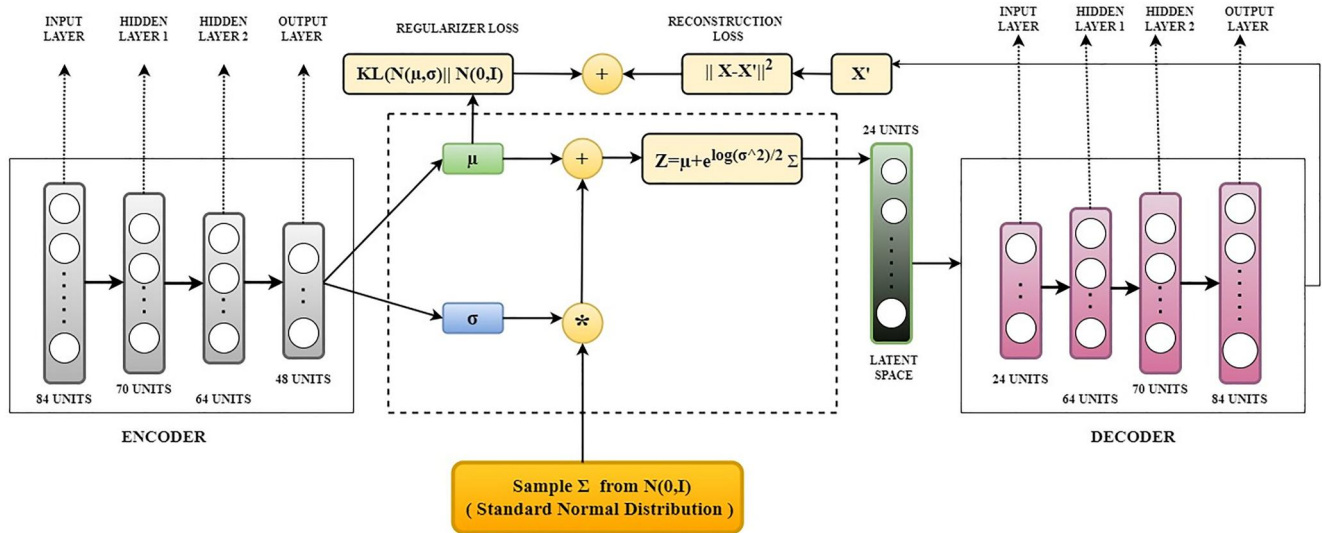 INPUT
LAYER
HIDDEN
LAYER 1
HIDDEN
LAYER 2
OUTPUT
LAYER
84 UNITS
70 UNITS
64 UNITS
48 UNITS
ENCODER
REGULARIZER LOSS
KL(N(μ,σ)|| N(0,I)
+
RECONSTRUCTION
LOSS
|| X-X'||^2
X'
μ
+
Z=μ+e^log(σ^2)/2 Σ
σ
*
Sample Σ from N(0,I)
( Standard Normal Distribution )
24 UNITS
LATENT
SPACE
INPUT
LAYER
HIDDEN
LAYER 1
HIDDEN
LAYER 2
OUTPUT
LAYER
24 UNITS
64 UNITS
70 UNITS
84 UNITS
DECODER